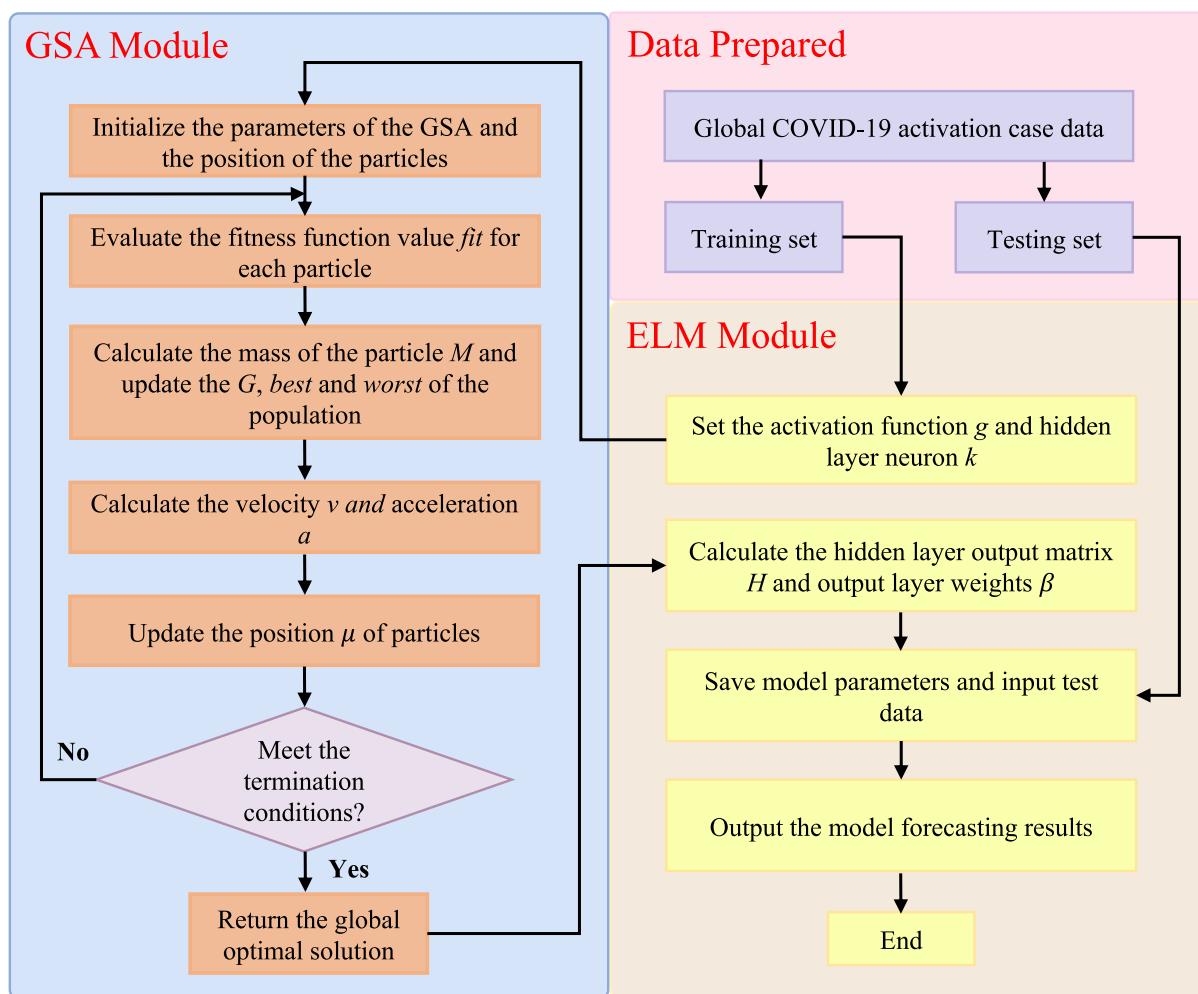 GSA Module
Initialize the parameters of the GSA and
the position of the particles
Evaluate the fitness function value fit for
each particle
Calculate the mass of the particle M and
update the G, best and worst of the
population
Calculate the velocity v and acceleration
a
Update the position μ of particles
Meet the
termination
conditions?
No
Yes
Return the global
optimal solution
Data Prepared
Global COVID-19 activation case data
Training set
Testing set
ELM Module
Set the activation function g and hidden
layer neuron k
Calculate the hidden layer output matrix
H and output layer weights β
Save model parameters and input test
data
Output the model forecasting results
End